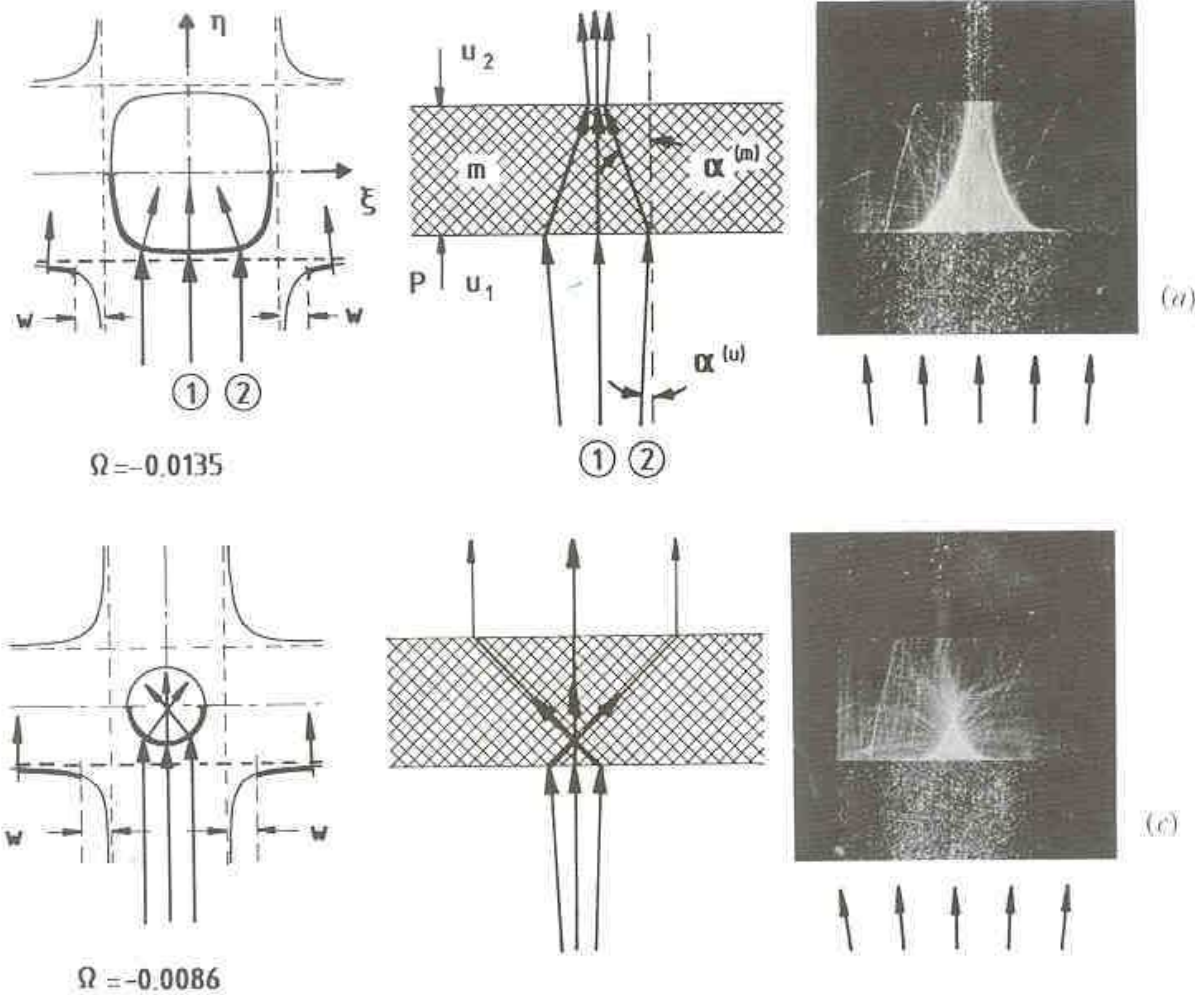 η
ξ
w w
① ②
Ω = -0.0135
u₂
m
α⁽ᵐ⁾
P u₁
α⁽ᵘ⁾
① ②
(a)
w w
Ω = -0.0086
(c)